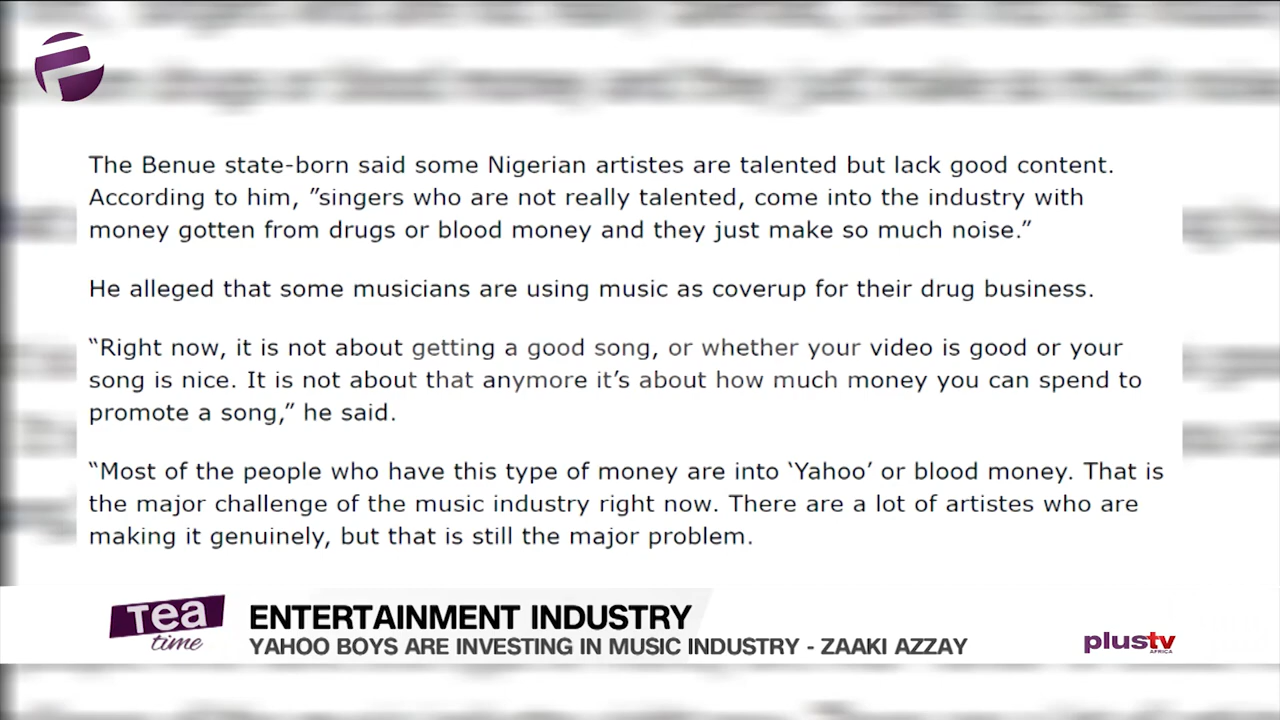 The Benue state-born said some Nigerian artistes are talented but lack good content.
According to him, ”singers who are not really talented, come into the industry with
money gotten from drugs or blood money and they just make so much noise.”
He alleged that some musicians are using music as coverup for their drug business.
“Right now, it is not about getting a good song, or whether your video is good or your
song is nice. It is not about that anymore it’s about how much money you can spend to
promote a song,” he said.
“Most of the people who have this type of money are into ‘Yahoo’ or blood money. That is
the major challenge of the music industry right now. There are a lot of artistes who are
making it genuinely, but that is still the major problem.
Tea
time
ENTERTAINMENT INDUSTRY
YAHOO BOYS ARE INVESTING IN MUSIC INDUSTRY - ZAAKI AZZAY
plustv
AFRICA